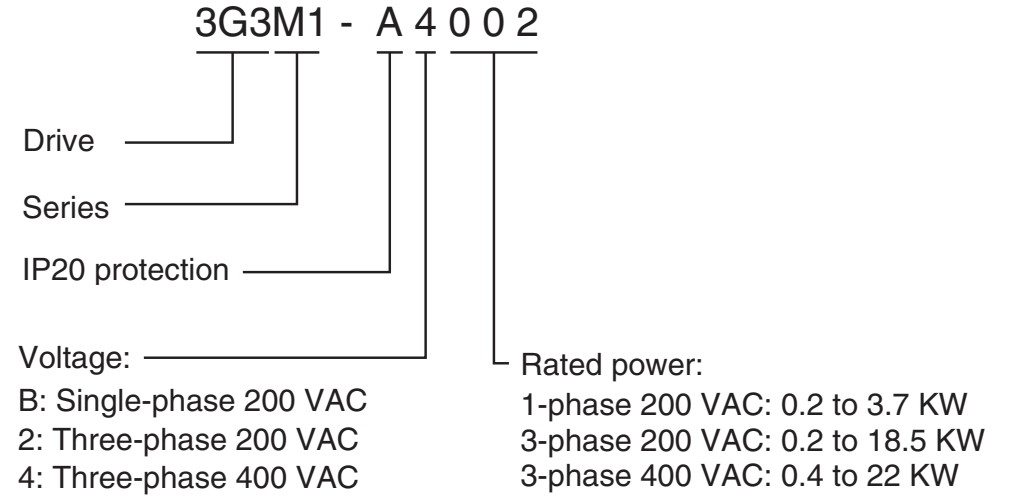 3G3M1 - A 4 0 0 2
Drive
Series
IP20 protection
Voltage:
B: Single-phase 200 VAC
2: Three-phase 200 VAC
4: Three-phase 400 VAC
Rated power:
1-phase 200 VAC: 0.2 to 3.7 KW
3-phase 200 VAC: 0.2 to 18.5 KW
3-phase 400 VAC: 0.4 to 22 KW